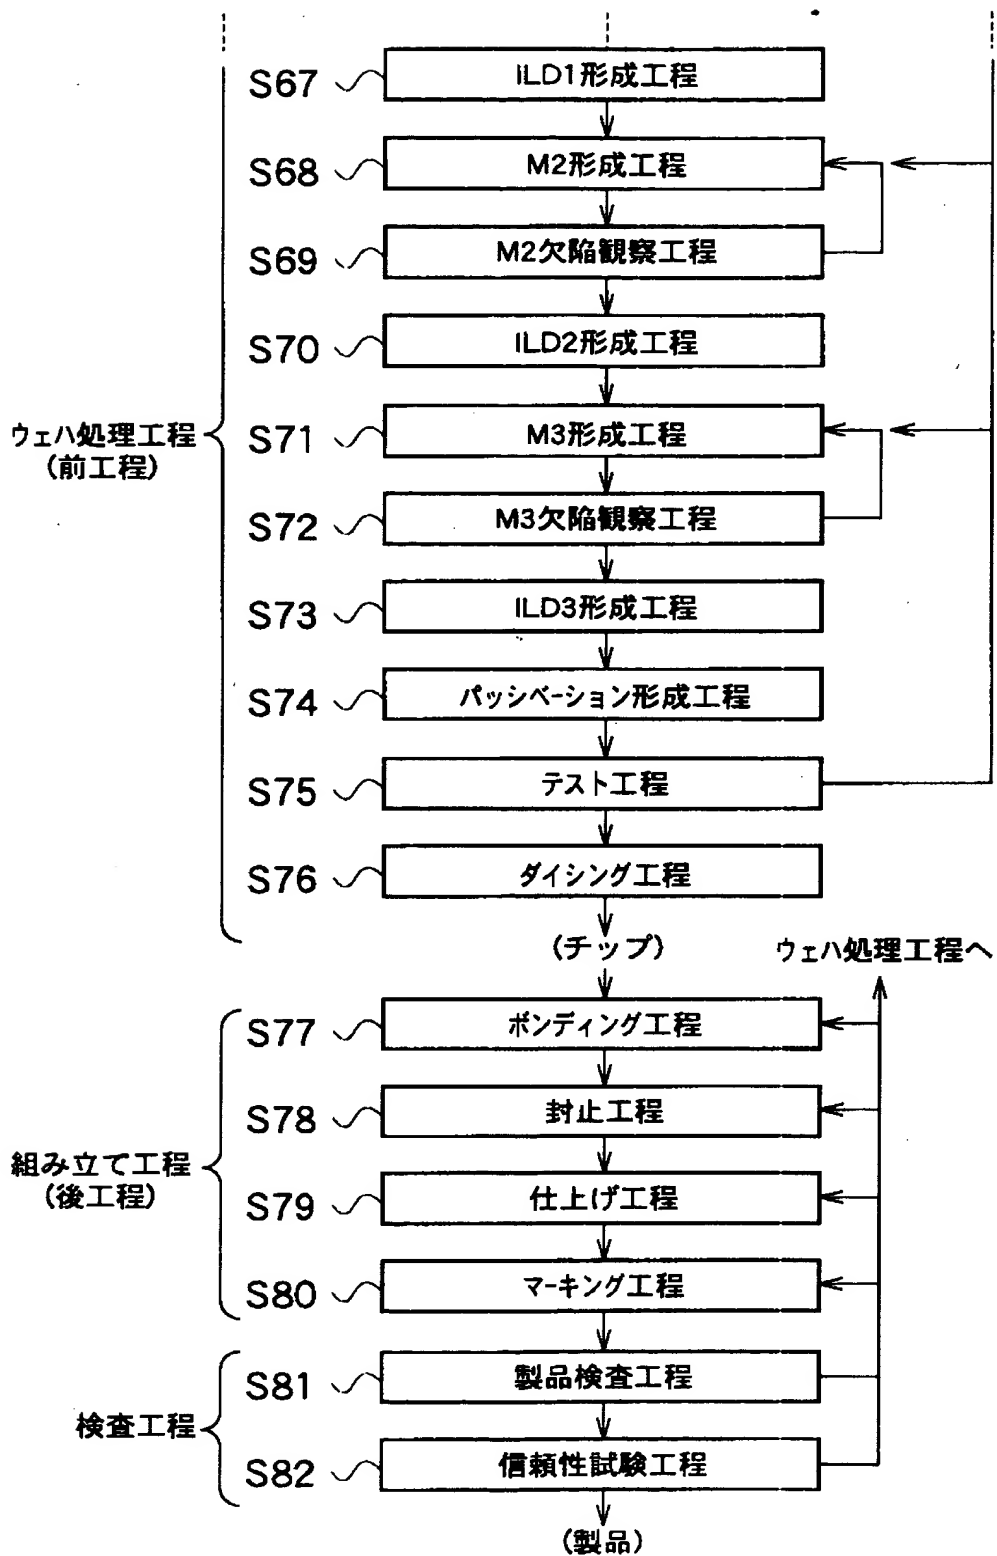 S67 ILD1形成工程
S68 M2形成工程
S69 M2欠陥観察工程
S70 ILD2形成工程
ウェハ処理工程
(前工程)
S71 M3形成工程
S72 M3欠陥観察工程
S73 ILD3形成工程
S74 パッシベーション形成工程
S75 テスト工程
S76 ダイシング工程
(チップ)
ウェハ処理工程へ
S77 ボンディング工程
S78 封止工程
組み立て工程
(後工程)
S79 仕上げ工程
S80 マーキング工程
S81 製品検査工程
検査工程
S82 信頼性試験工程
(製品)